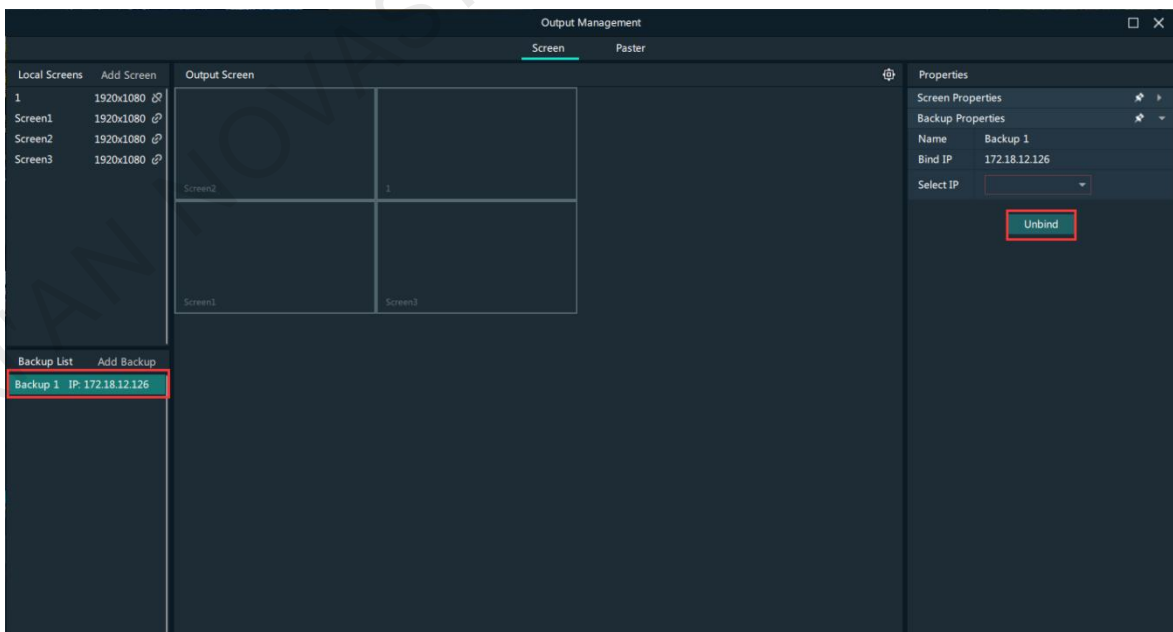 Output Management
Screen Paster
Local Screens Add Screen
1 1920x1080
Screen1 1920x1080
Screen2 1920x1080
Screen3 1920x1080
Output Screen
Screen2
1
Screen1
Screen3
Backup List Add Backup
Backup 1 IP: 172.18.12.126
Properties
Screen Properties
Backup Properties
Name Backup 1
Bind IP 172.18.12.126
Select IP
Unbind